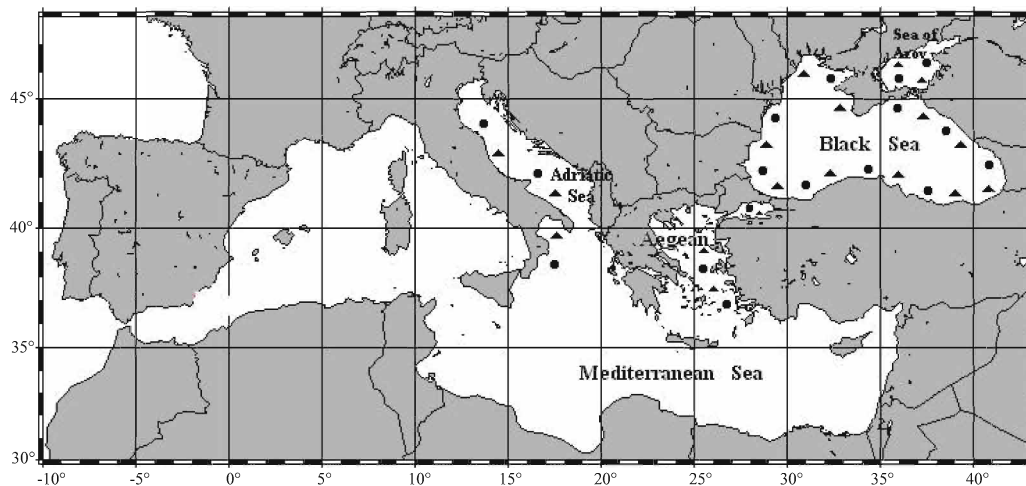 Sea of
Azov
45°
Black Sea
Adriatic
Sea
40°
Aegean
35°
Mediterranean Sea
30°
-10° -5° 0° 5° 10° 15° 20° 25° 30° 35° 40°